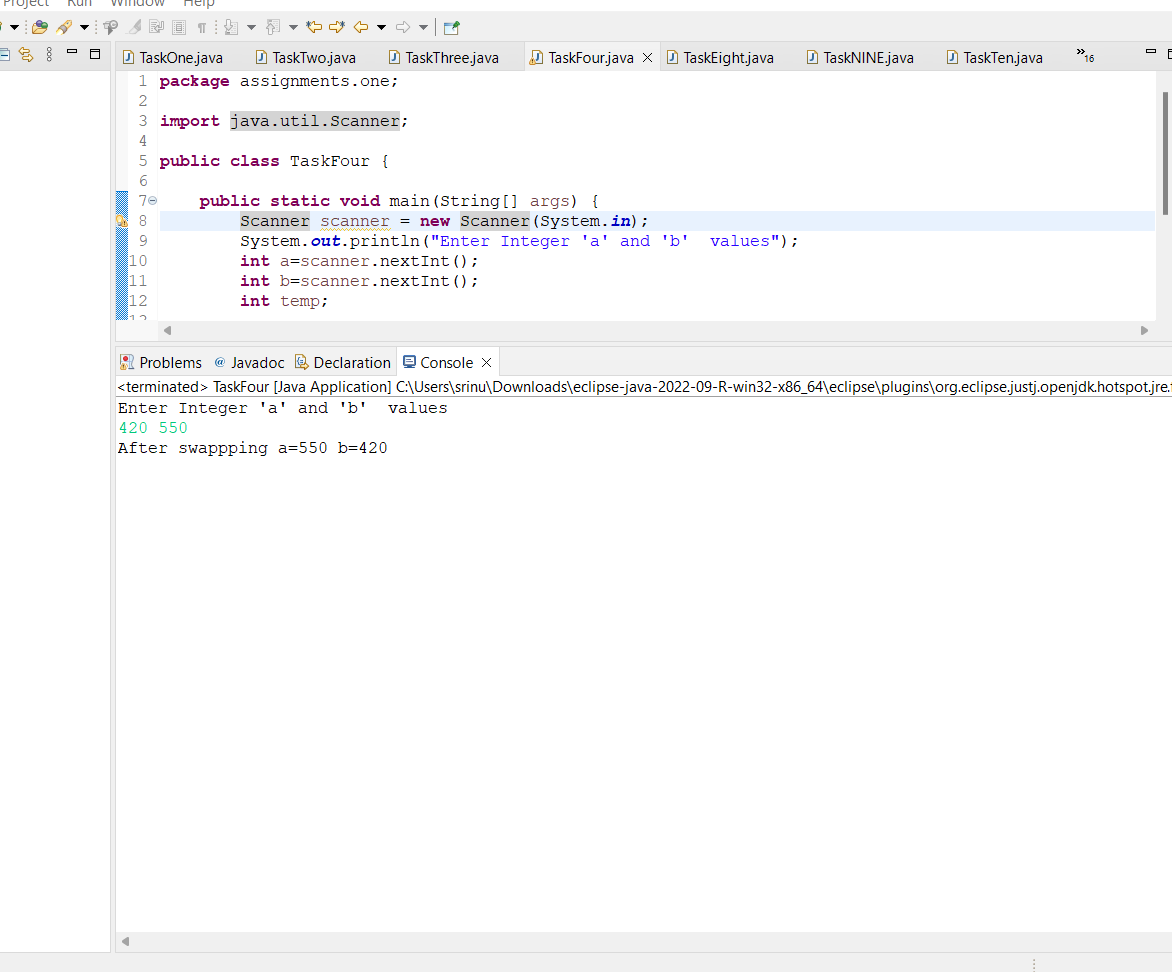 Project Run Window Help
TaskOne.java TaskTwo.java TaskThree.java TaskFour.java TaskEight.java TaskNINE.java TaskTen.java »16
1 package assignments.one;
2
3 import java.util.Scanner;
4
5 public class TaskFour {
6
7 public static void main(String[] args) {
8 Scanner scanner = new Scanner(System.in);
9 System.out.println("Enter Integer 'a' and 'b'  values");
10 int a=scanner.nextInt();
11 int b=scanner.nextInt();
12 int temp;
Problems @ Javadoc Declaration Console
<terminated> TaskFour [Java Application] C:\Users\srinu\Downloads\eclipse-java-2022-09-R-win32-x86_64\eclipse\plugins\org.eclipse.justj.openjdk.hotspot.jre.
Enter Integer 'a' and 'b'  values
420 550
After swappping a=550 b=420